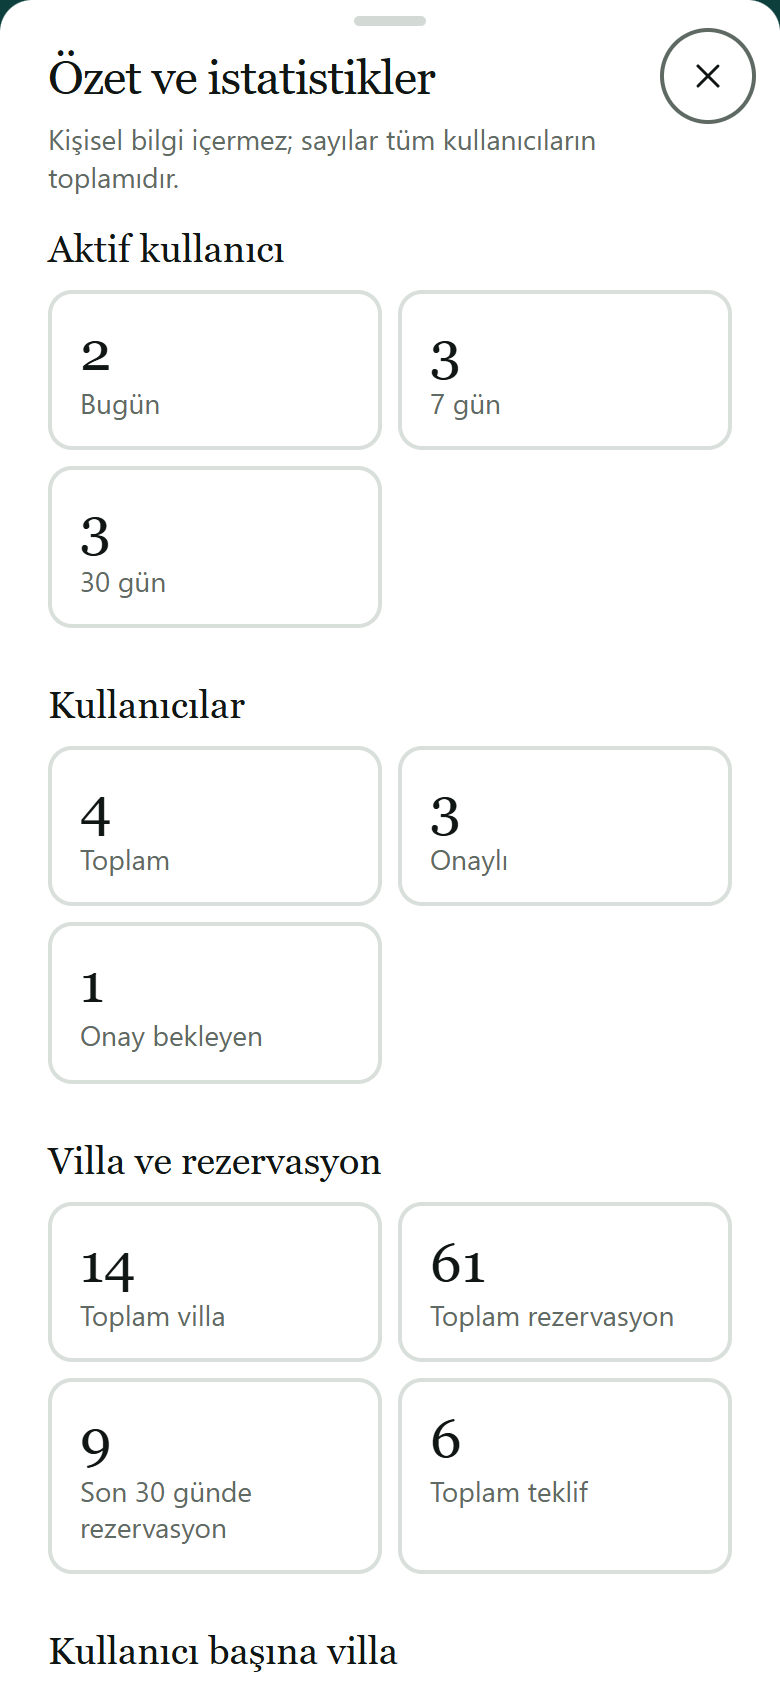 Özet ve istatistikler
Kişisel bilgi içermez; sayılar tüm kullanıcıların
toplamıdır.
Aktif kullanıcı
2
Bugün
3
7 gün
3
30 gün
Kullanıcılar
4
Toplam
3
Onaylı
1
Onay bekleyen
Villa ve rezervasyon
14
Toplam villa
61
Toplam rezervasyon
9
Son 30 günde
rezervasyon
6
Toplam teklif
Kullanıcı başına villa